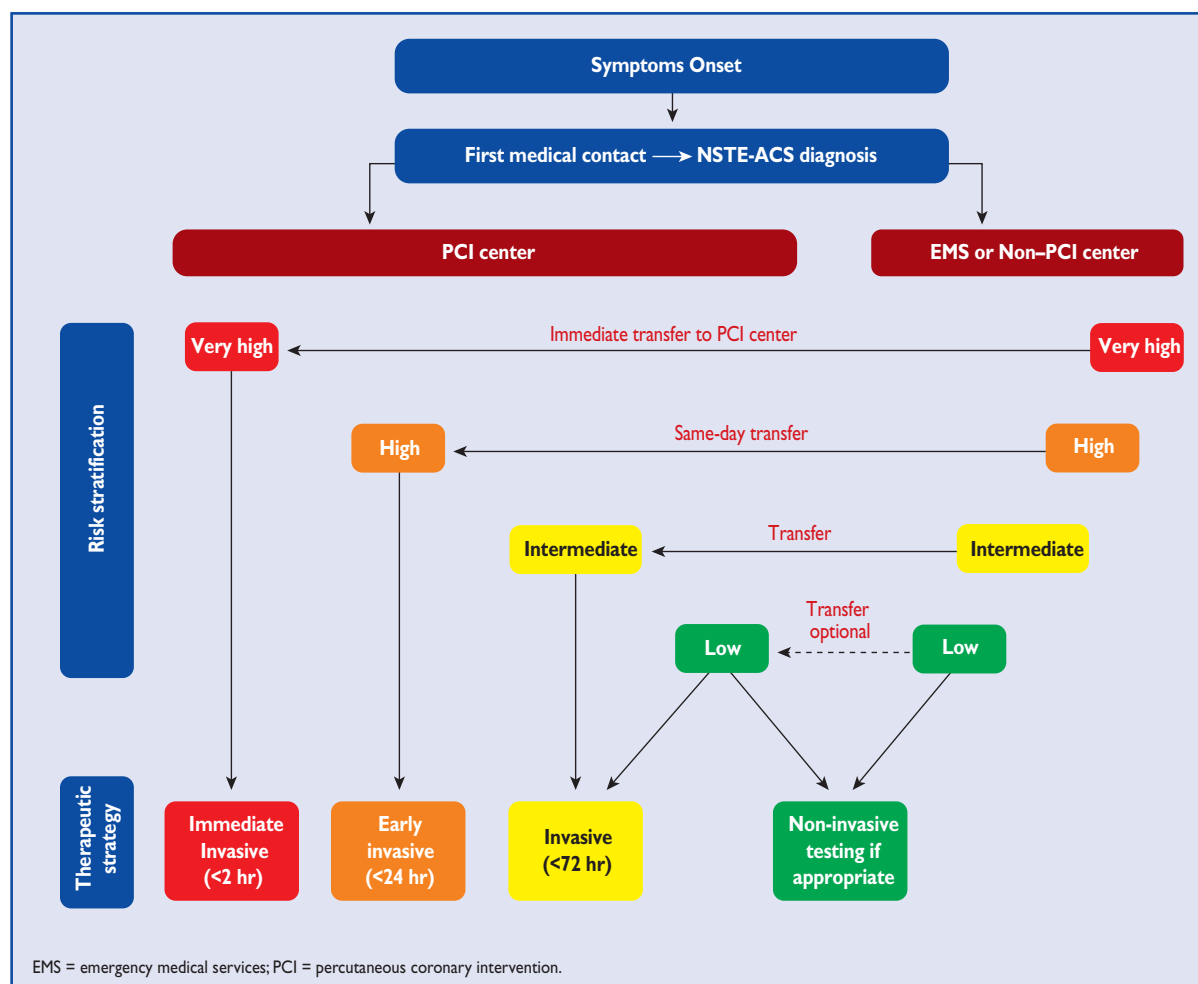 Symptoms Onset
First medical contact → NSTE-ACS diagnosis
PCI center
EMS or Non–PCI center
Risk stratification
Very high
Immediate transfer to PCI center
Very high
High
Same-day transfer
High
Intermediate
Transfer
Intermediate
Low
Transfer
optional
Low
Therapeutic
strategy
Immediate
Invasive
(<2 hr)
Early
invasive
(<24 hr)
Invasive
(<72 hr)
Non-invasive
testing if
appropriate
EMS = emergency medical services; PCI = percutaneous coronary intervention.